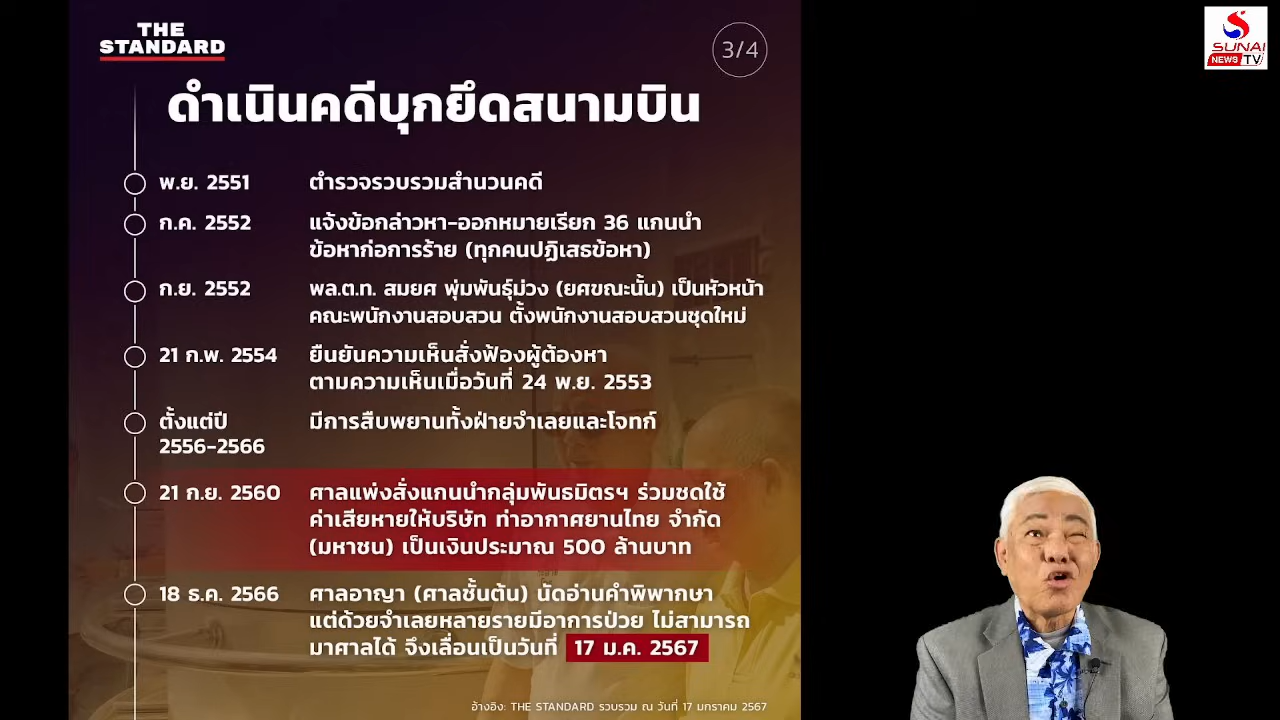 THE
STANDARD
3/4
SUNAI
NEWS TV
ดำเนินคดีบุกยึดสนามบิน
พ.ย. 2551 ตำรวจรวบรวมสำนวนคดี
ก.ค. 2552 แจ้งข้อกล่าวหา-ออกหมายเรียก 36 แกนนำ
ข้อหาก่อการร้าย (ทุกคนปฏิเสธข้อหา)
ก.ย. 2552 พล.ต.ท. สมยศ พุ่มพันธุ์ม่วง (ยศขณะนั้น) เป็นหัวหน้า
คณะพนักงานสอบสวน ตั้งพนักงานสอบสวนชุดใหม่
21 ก.พ. 2554 ยืนยันความเห็นสั่งฟ้องผู้ต้องหา
ตามความเห็นเมื่อวันที่ 24 พ.ย. 2553
ตั้งแต่ปี มีการสืบพยานทั้งฝ่ายจำเลยและโจทก์
2556-2566
21 ก.ย. 2560 ศาลแพ่งสั่งแกนนำกลุ่มพันธมิตรฯ ร่วมชดใช้
ค่าเสียหายให้บริษัท ท่าอากาศยานไทย จำกัด
(มหาชน) เป็นเงินประมาณ 500 ล้านบาท
18 ธ.ค. 2566 ศาลอาญา (ศาลชั้นต้น) นัดอ่านคำพิพากษา
แต่ด้วยจำเลยหลายรายมีอาการป่วย ไม่สามารถ
มาศาลได้ จึงเลื่อนเป็นวันที่ 17 ม.ค. 2567
อ้างอิง: THE STANDARD รวบรวม ณ วันที่ 17 มกราคม 2567